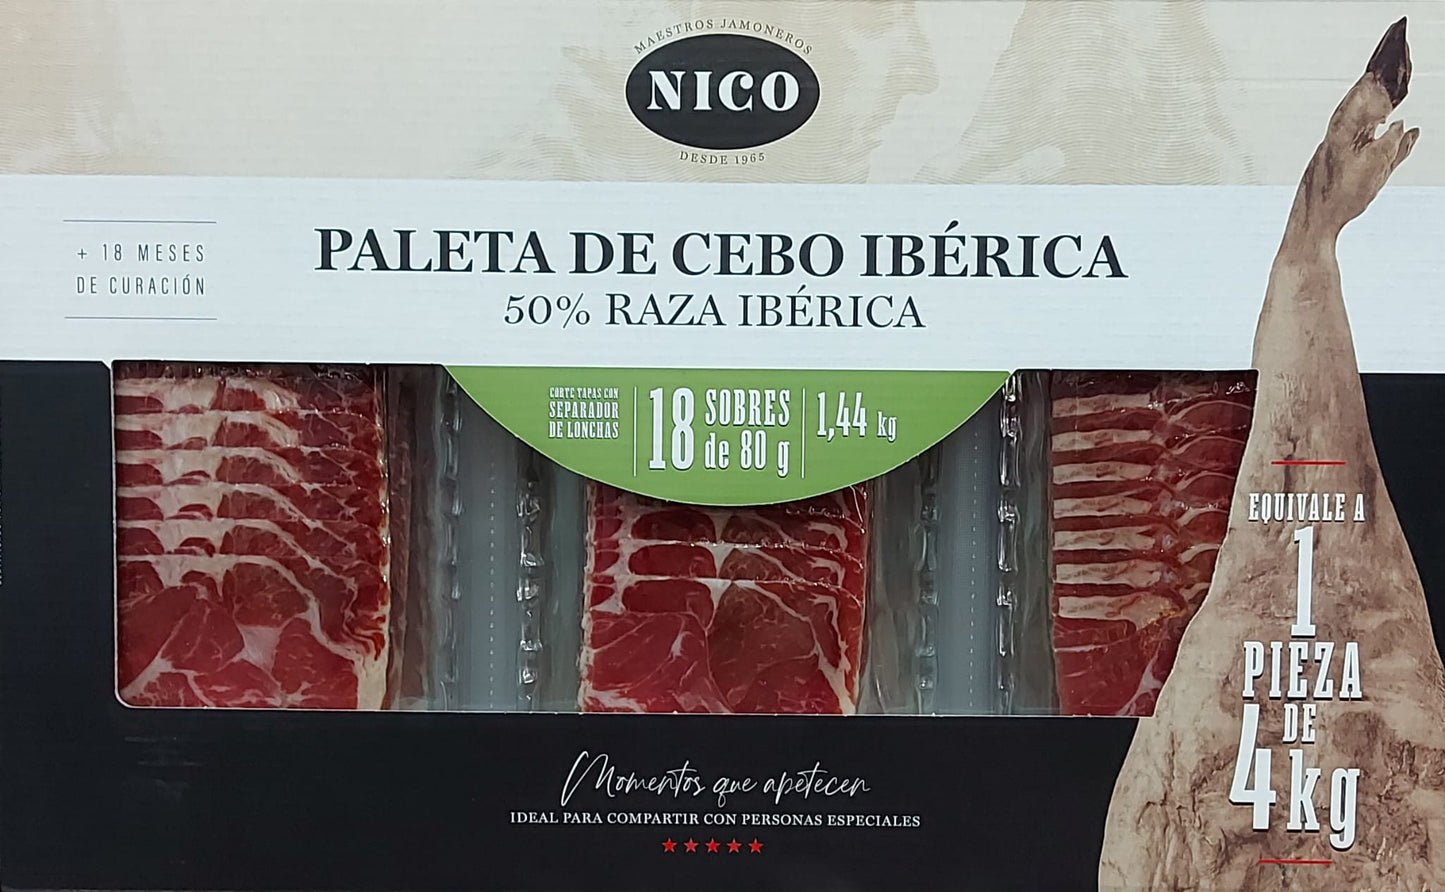 MAESTROS JAMONEROS
NICO
DESDE 1965
+ 18 MESES
DE CURACIÓN
PALETA DE CEBO IBÉRICA
50% RAZA IBÉRICA
CORTE TAPAS CON
SEPARADOR
DE LONCHAS
18 SOBRES
de 80 g
1,44 kg
EQUIVALE A
1
PIEZA
DE
4 kg
Momentos que apetecen
IDEAL PARA COMPARTIR CON PERSONAS ESPECIALES